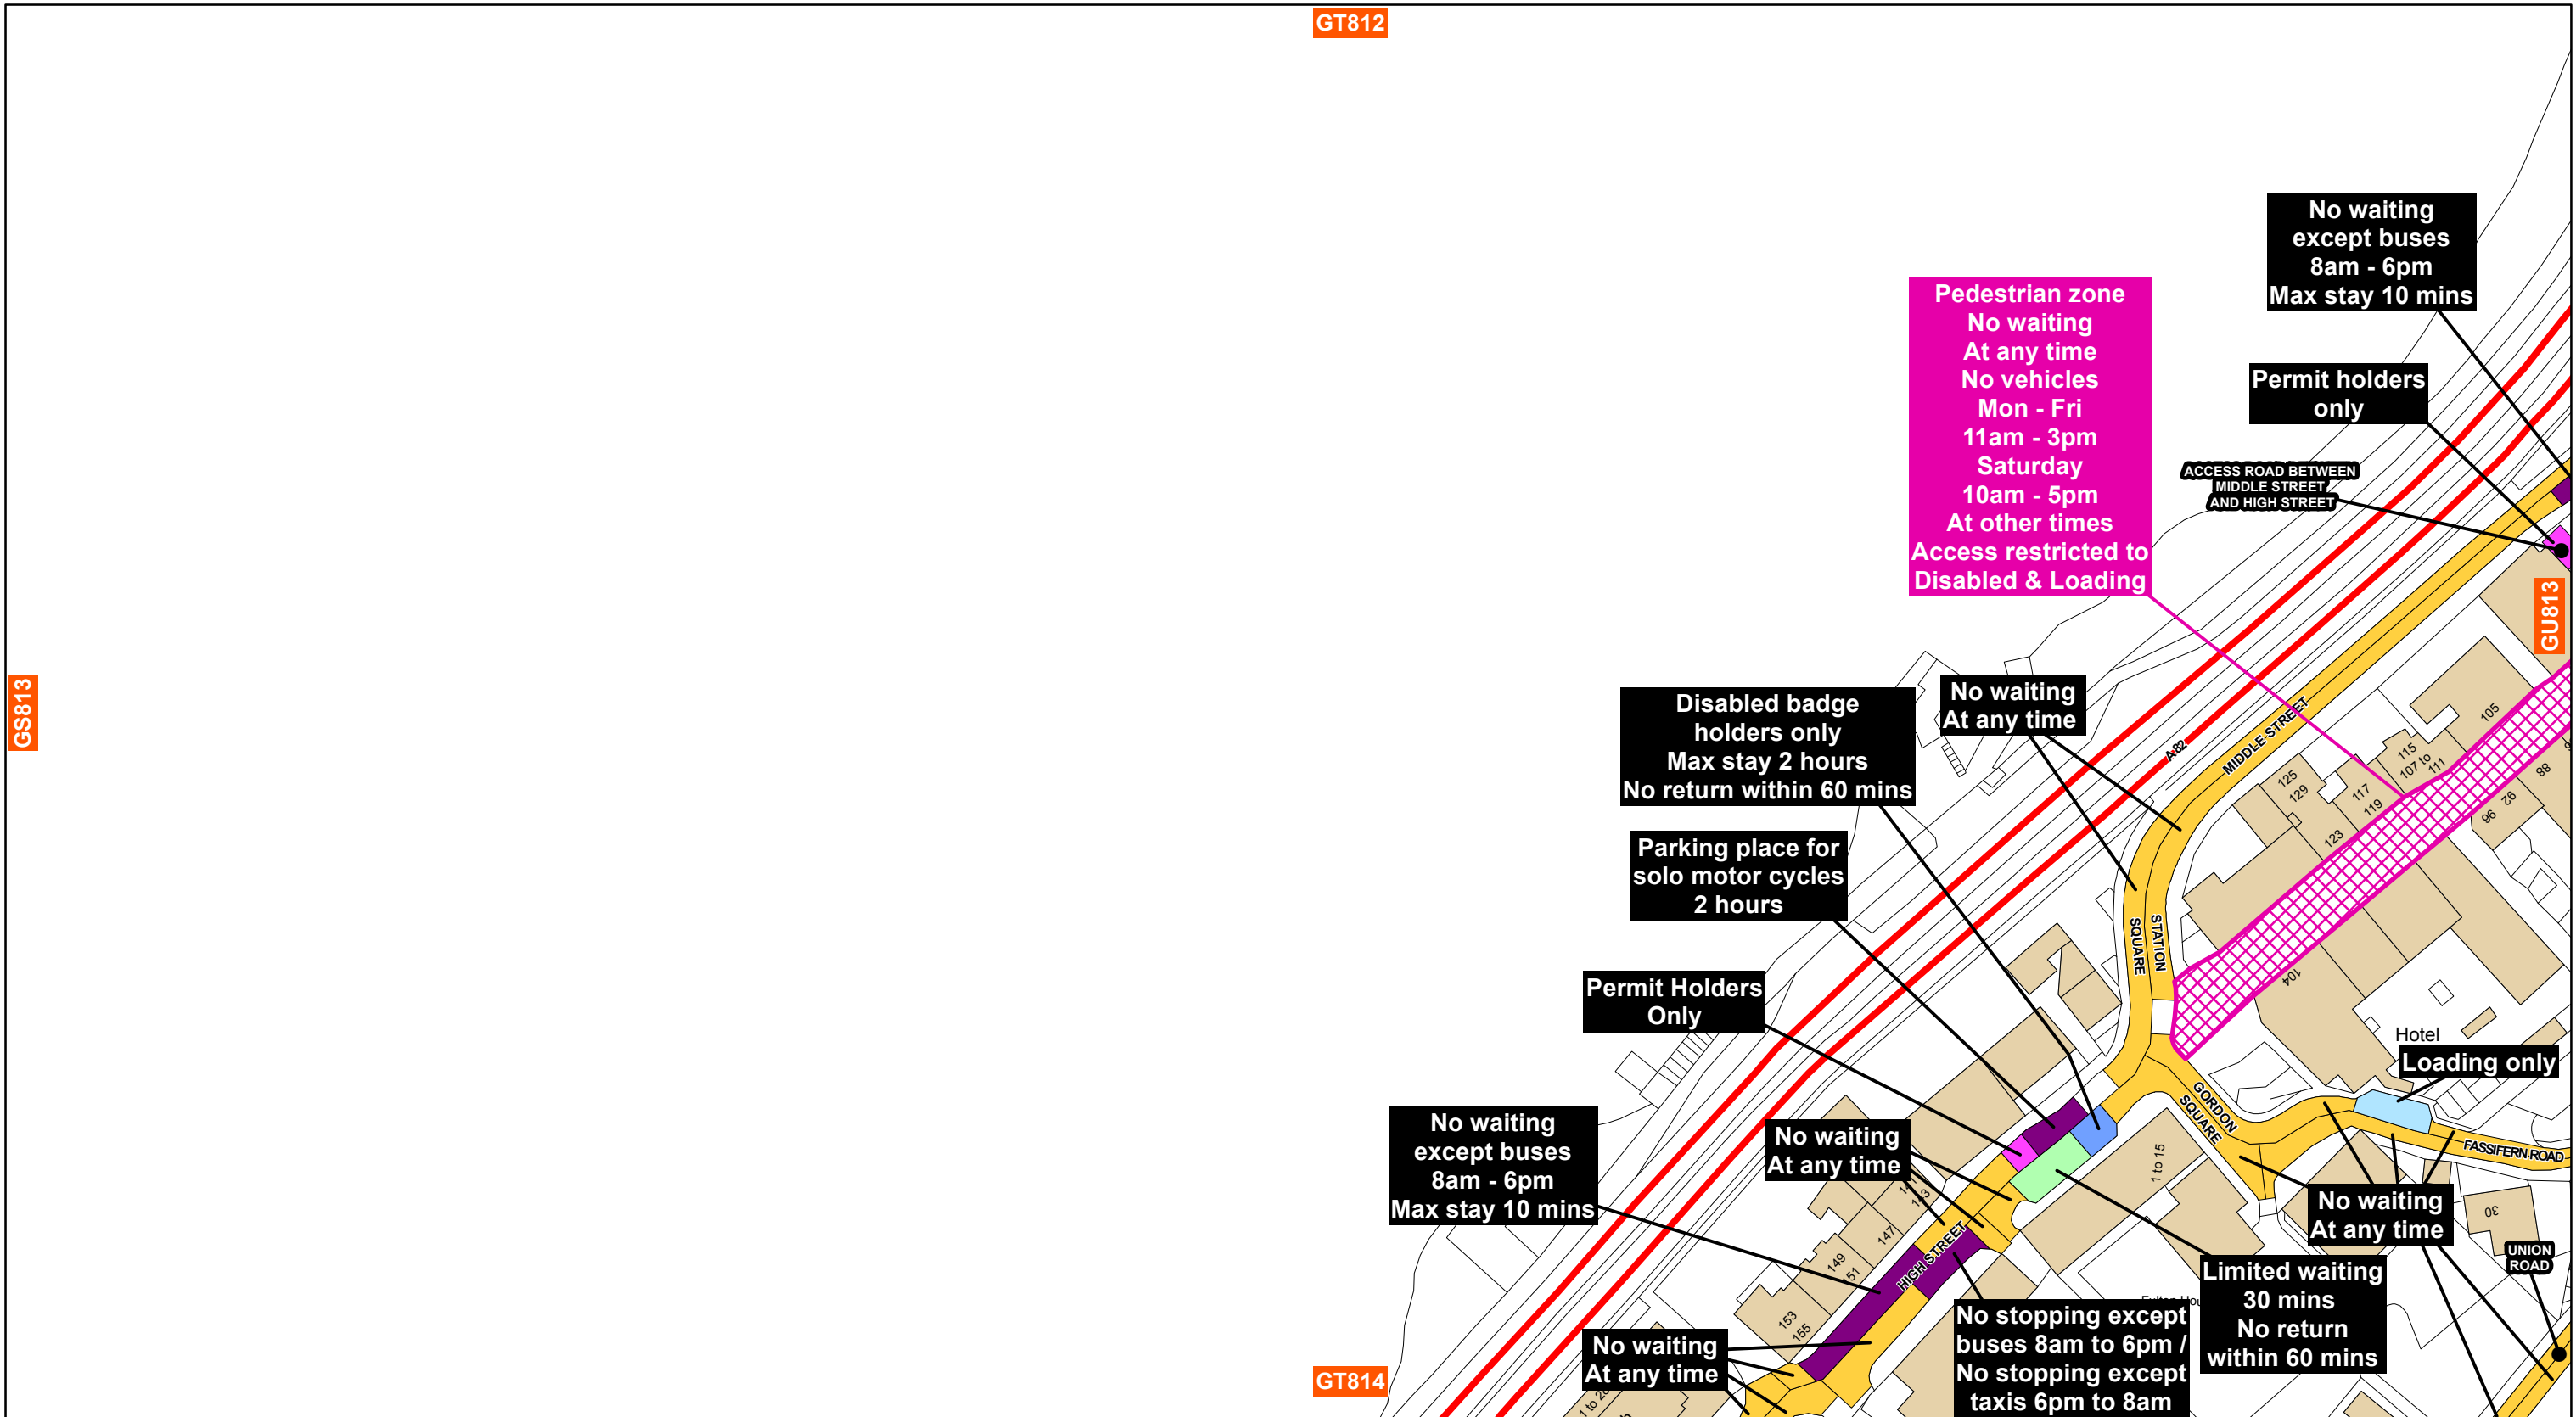 GT812
No waiting
except buses
8am - 6pm
Max stay 10 mins
Pedestrian zone
No waiting
At any time
No vehicles
Mon - Fri
11am - 3pm
Saturday
10am - 5pm
At other times
Access restricted to
Disabled & Loading
Permit holders
only
ACCESS ROAD BETWEEN
MIDDLE STREET
AND HIGH STREET
GU813
GS813
Disabled badge
holders only
Max stay 2 hours
No return within 60 mins
No waiting
At any time
MIDDLE STREET
A 82
105
115
107 to
111
125
129
117
119
123
88
92
96
Parking place for
solo motor cycles
2 hours
STATION
SQUARE
104
Permit Holders
Only
Hotel
Loading only
GORDON
SQUARE
FASSIFERN ROAD
No waiting
except buses
8am - 6pm
Max stay 10 mins
No waiting
At any time
1 to 15
143
147
149
151
153
155
HIGH STREET
No waiting
At any time
30
UNION
ROAD
Limited waiting
30 mins
No return
within 60 mins
No stopping except
buses 8am to 6pm /
No stopping except
taxis 6pm to 8am
No waiting
At any time
GT814